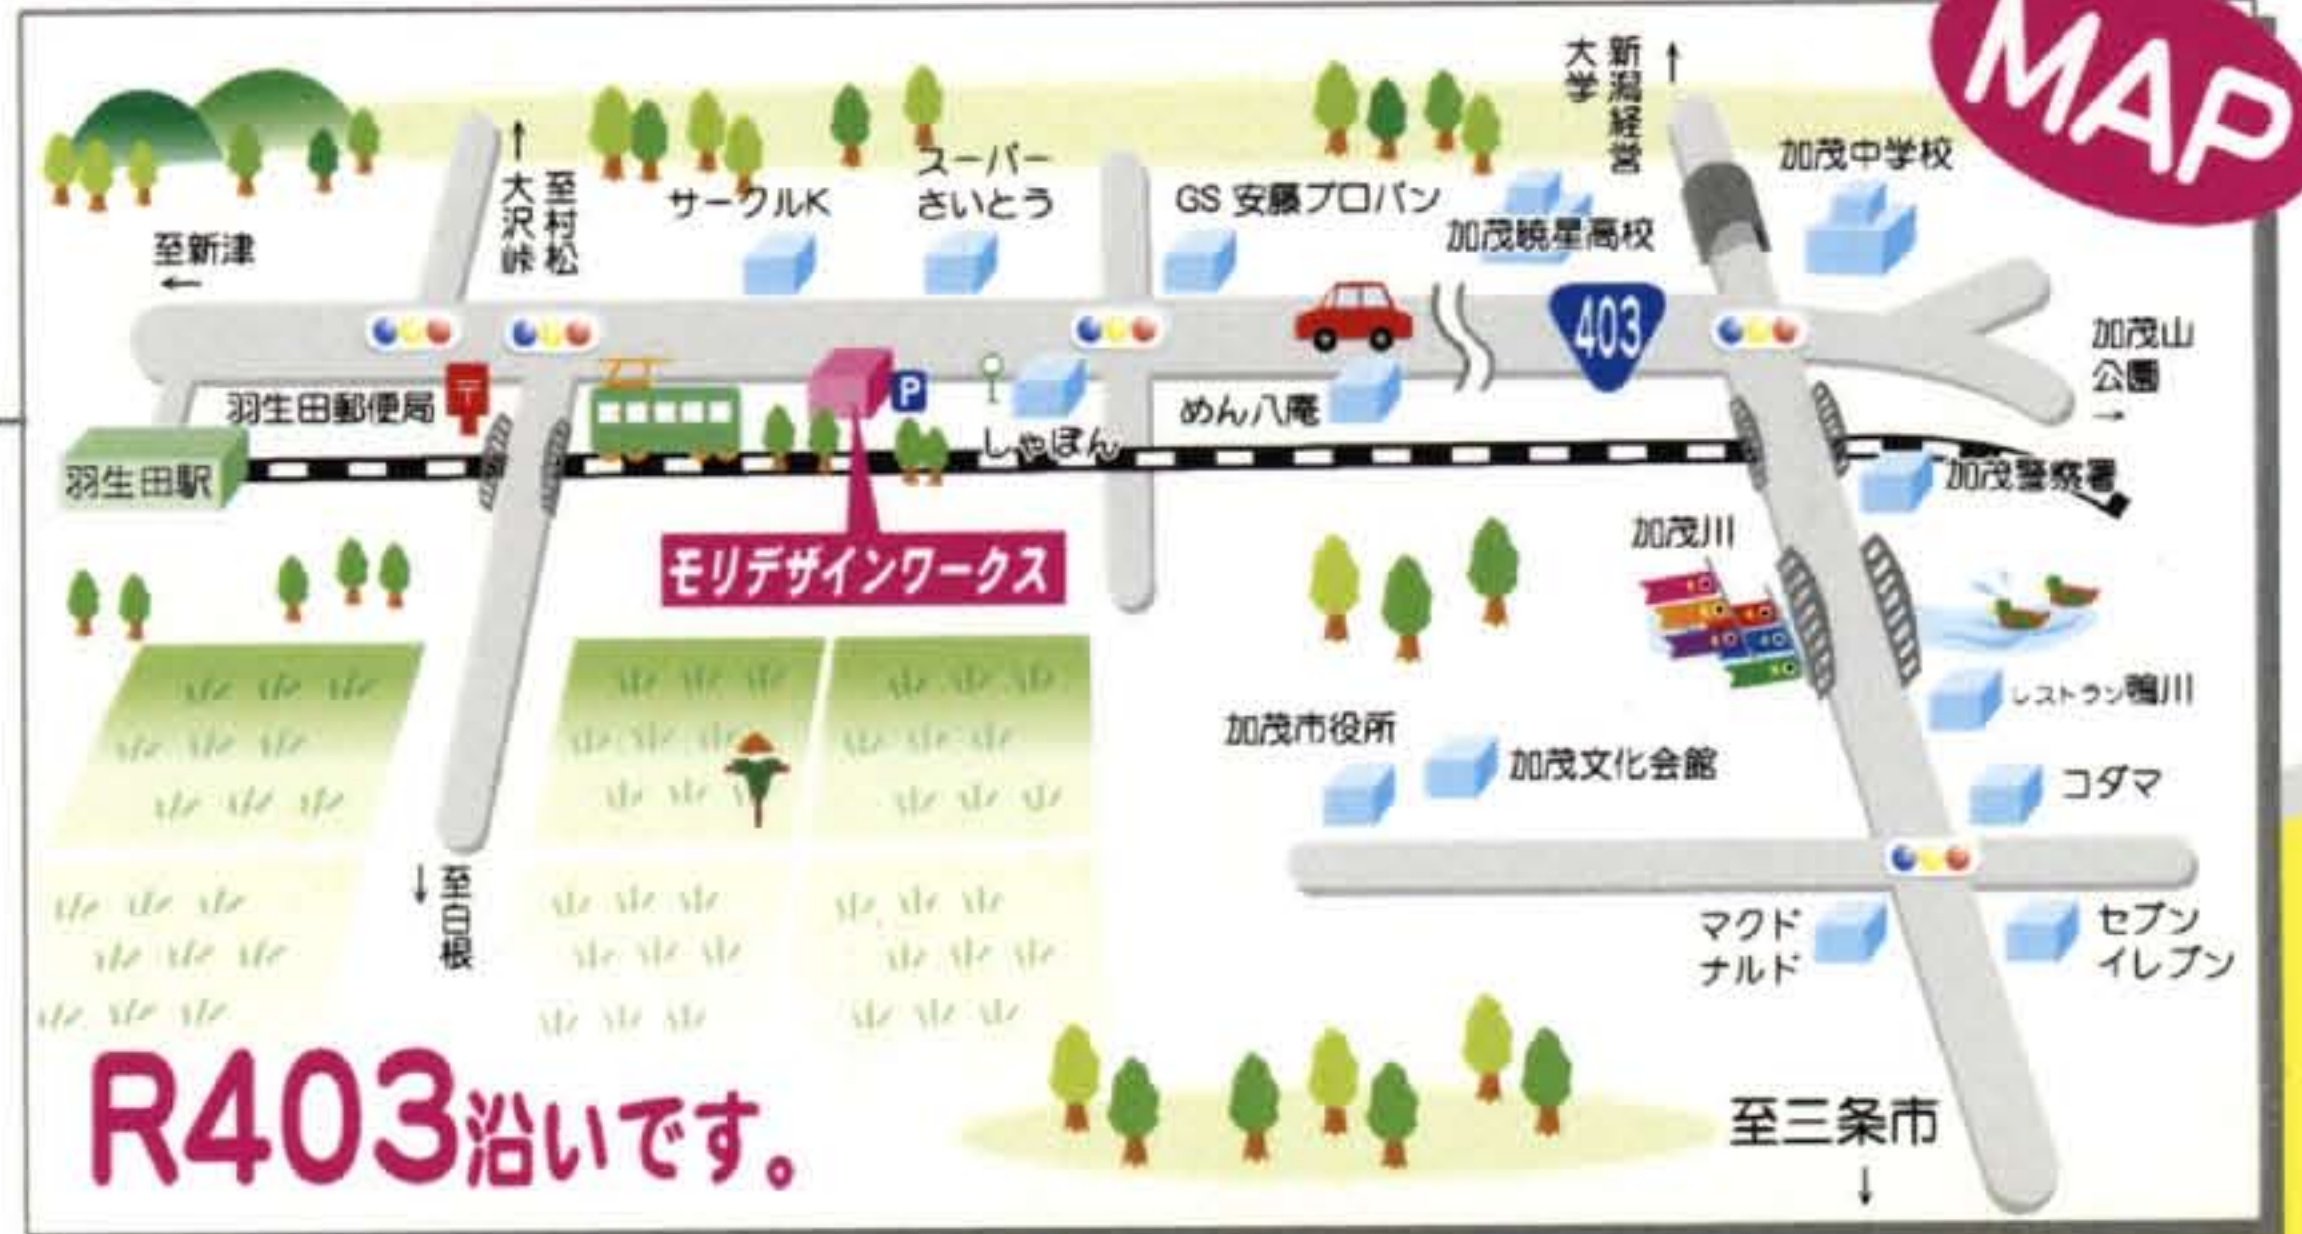 MAP
新潟経営
大学
↑
↑
至村松
大沢峠
サークルK
スーパー
さいとう
GS 安藤プロパン
加茂暁星高校
加茂中学校
至新津
←
403
加茂山
公園
→
羽生田郵便局
〒
P
めん八庵
しゃぼん
羽生田駅
加茂警察署
モリデザインワークス
加茂川
レストラン鴨川
加茂市役所
加茂文化会館
コダマ
↓
至白根
マクド
ナルド
セブン
イレブン
R403沿いです。
至三条市
↓